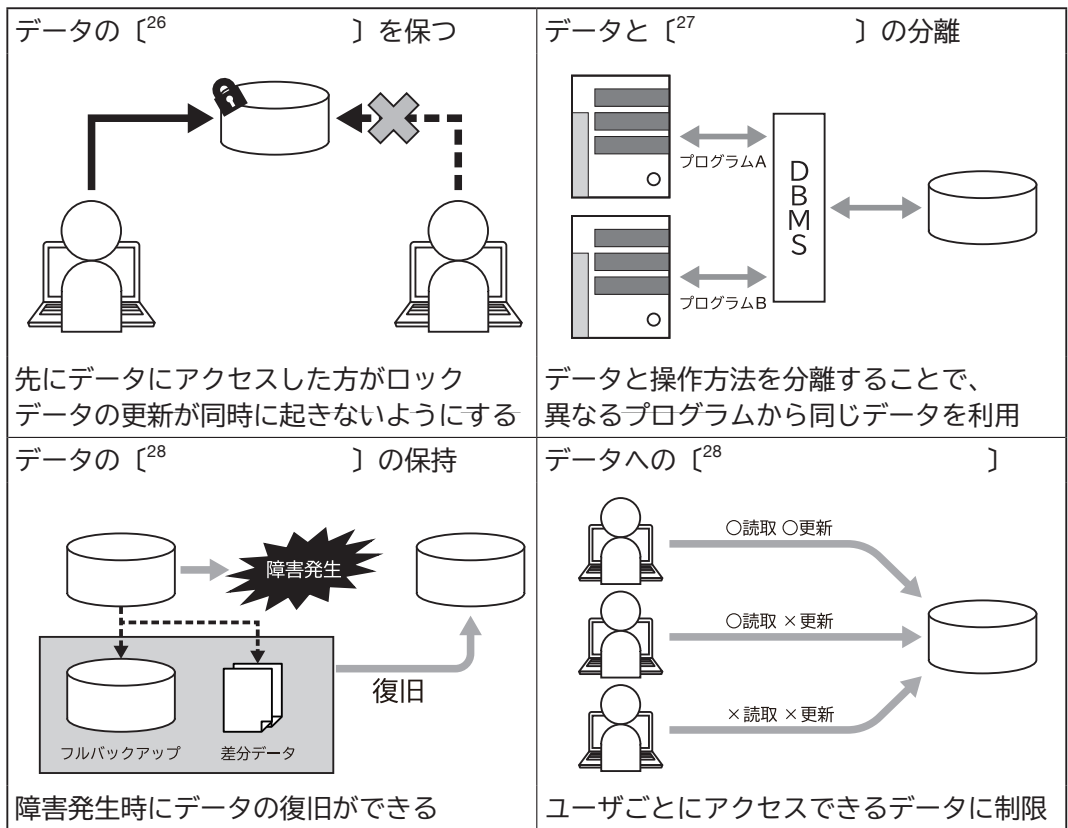 データの〔26　　　　　　　〕を保つ
先にデータにアクセスした方がロック
データの更新が同時に起きないようにする
データと〔27　　　　　　　〕の分離
プログラムA
プログラムB
DBMS
データと操作方法を分離することで、
異なるプログラムから同じデータを利用
データの〔28　　　　　　　〕の保持
障害発生
復旧
フルバックアップ
差分データ
障害発生時にデータの復旧ができる
データへの〔28　　　　　　　　　　〕
○読取 ○更新
○読取 ×更新
×読取 ×更新
ユーザごとにアクセスできるデータに制限